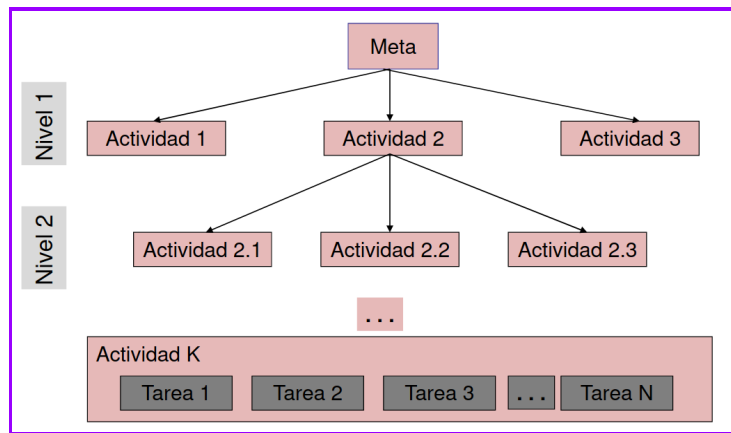 Meta
Nivel 1
Actividad 1
Actividad 2
Actividad 3
Nivel 2
Actividad 2.1
Actividad 2.2
Actividad 2.3
...
Actividad K
Tarea 1
Tarea 2
Tarea 3
...
Tarea N